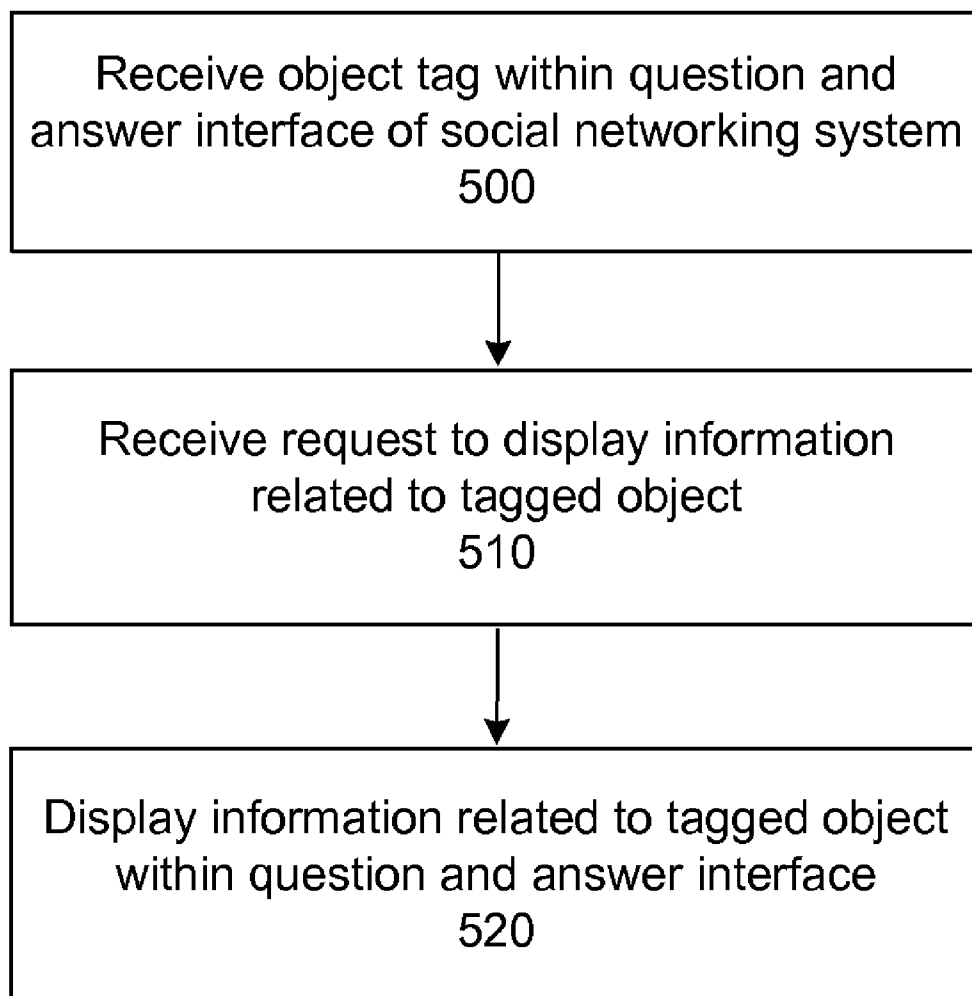 Receive object tag within question and
answer interface of social networking system
500
Receive request to display information
related to tagged object
510
Display information related to tagged object
within question and answer interface
520